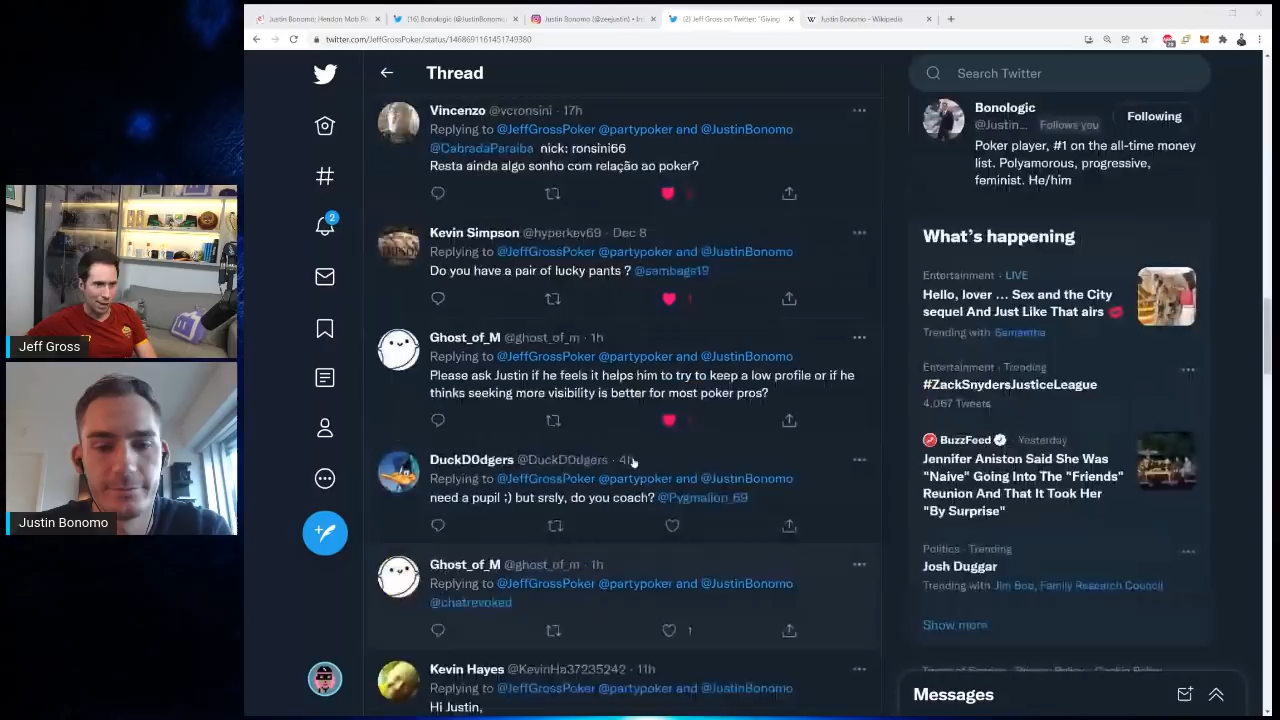 Justin Bonomo: Hendon Mob Po
(16) Bonologic (@JustinBonomo
Justin Bonomo (@zeejustin) • In
(2) Jeff Gross on Twitter: "Giving
Justin Bonomo - Wikipedia
twitter.com/JeffGrossPoker/status/1468691161451749380
Thread
Search Twitter
Vincenzo @vcronsini · 17h
Replying to @JeffGrossPoker @partypoker and @JustinBonomo
@CabradaParaiba nick: ronsini66
Resta ainda algo sonho com relação ao poker?
Kevin Simpson @hyperkev69 · Dec 8
Replying to @JeffGrossPoker @partypoker and @JustinBonomo
Do you have a pair of lucky pants ? @sambags19
1
Ghost_of_M @ghost_of_m · 1h
Replying to @JeffGrossPoker @partypoker and @JustinBonomo
Please ask Justin if he feels it helps him to try to keep a low profile or if he
thinks seeking more visibility is better for most poker pros?
1
DuckD0dgers @DuckD0dgers · 4h
Replying to @JeffGrossPoker @partypoker and @JustinBonomo
need a pupil ;) but srsly, do you coach? @Pygmalion_69
Ghost_of_M @ghost_of_m · 1h
Replying to @JeffGrossPoker @partypoker and @JustinBonomo
@chatrevoked
1
Kevin Hayes @KevinHa37235242 · 11h
Replying to @JeffGrossPoker @partypoker and @JustinBonomo
Hi Justin,
Bonologic
@Justin... Follows you
Following
Poker player, #1 on the all-time money
list. Polyamorous, progressive,
feminist. He/him
What's happening
Entertainment · LIVE
Hello, lover ... Sex and the City
sequel And Just Like That airs 💋
Trending with Samantha
Entertainment · Trending
#ZackSnydersJusticeLeague
4,067 Tweets
BuzzFeed · Yesterday
Jennifer Aniston Said She Was
"Naive" Going Into The "Friends"
Reunion And That It Took Her
"By Surprise"
Politics · Trending
Josh Duggar
Trending with Jim Bob, Family Research Council
Show more
Messages
2
Jeff Gross
Justin Bonomo